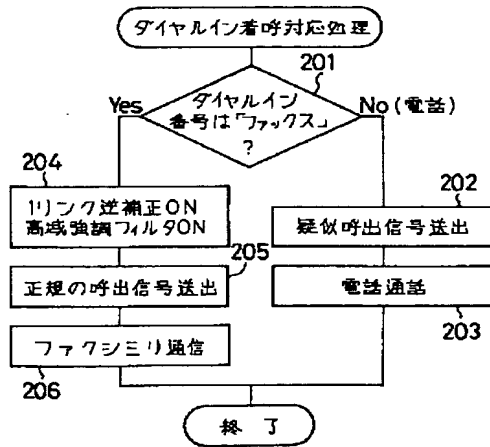 ダイヤルイン着呼対応処理
201
Yes
ダイヤルイン
番号は「ファックス」
?
No(電話)
204
1リンク逆補正ON
高域強調フィルタON
202
疑似呼出信号送出
205
正規の呼出信号送出
電話通話
203
ファクシミリ通信
206
終了